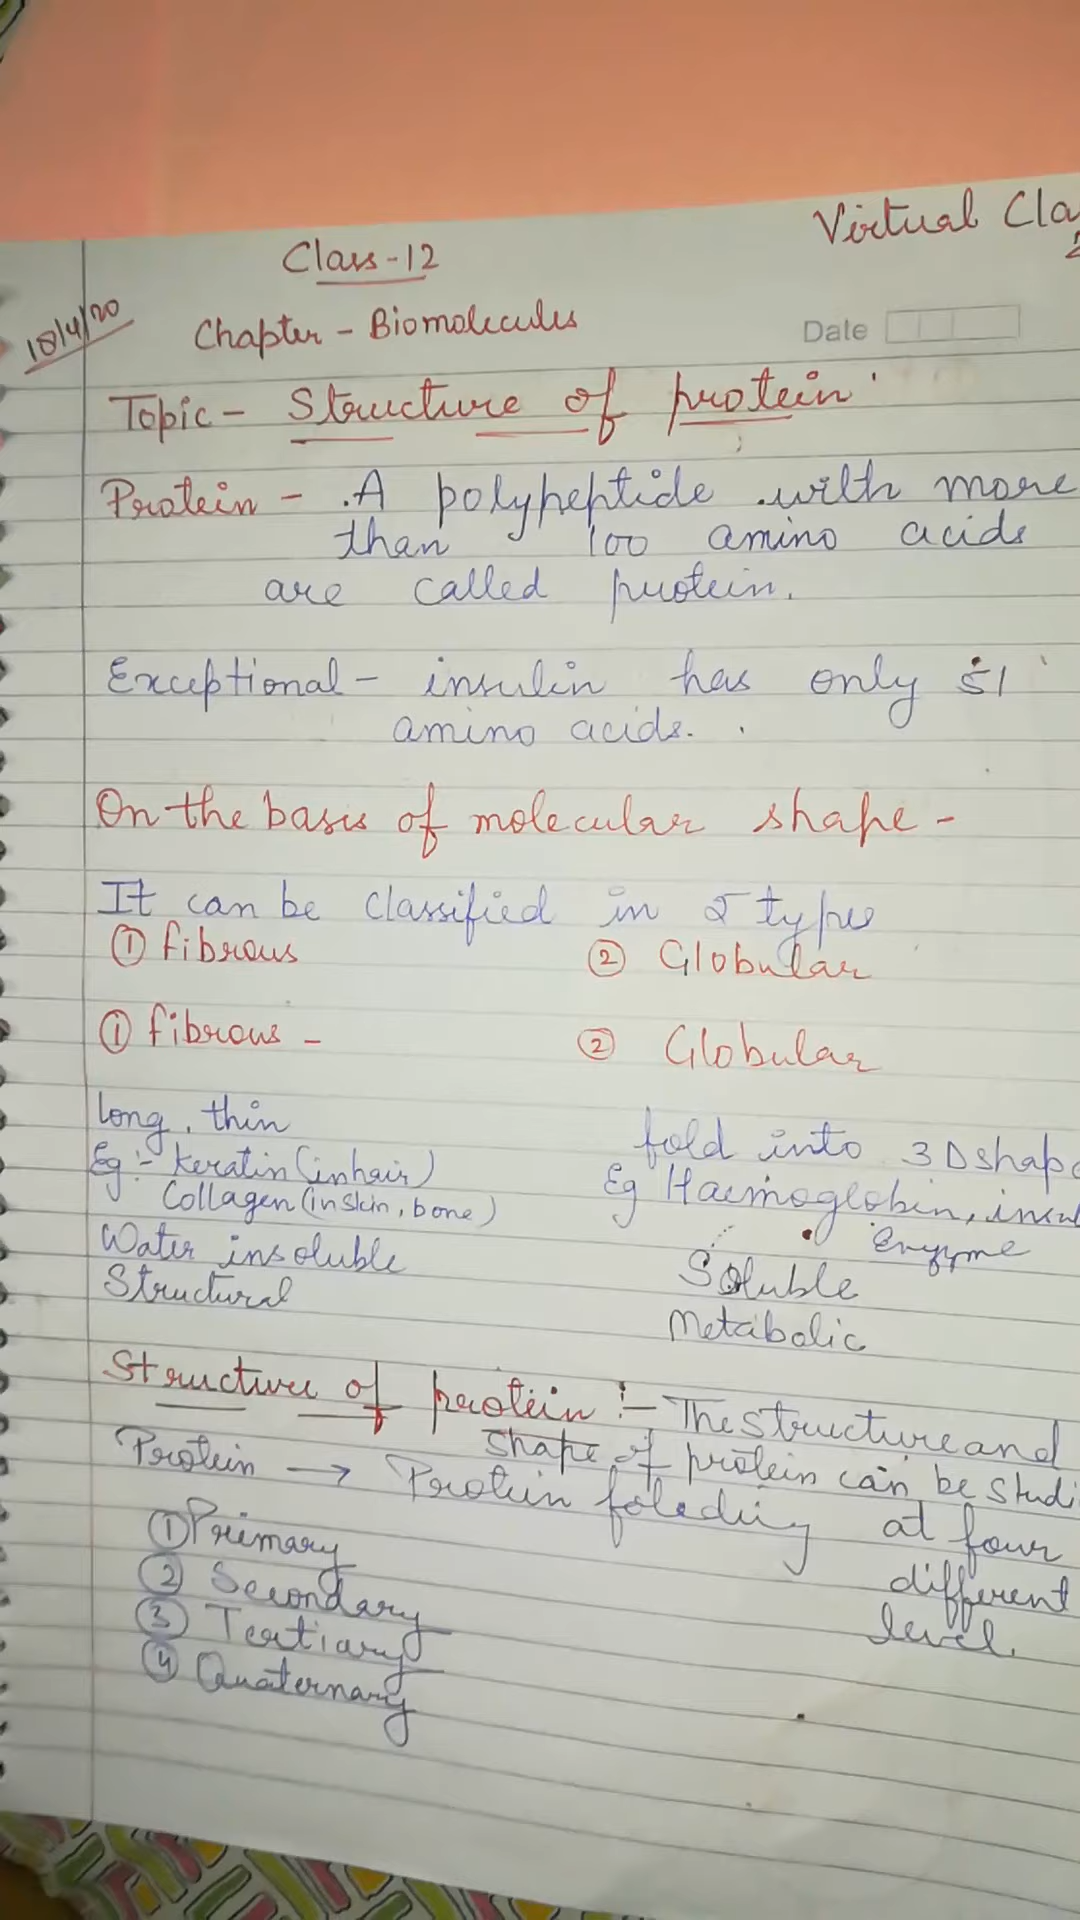 Virtual Cla
Class-12
18/4/20
Chapter - Biomolecules
Date
Topic - Structure of protein
Protein - A polypeptide with more
than 100 amino acids
are called protein.
Exceptional - insulin has only 51
amino acids.
On the basis of molecular shape -
It can be classified in 2 types
① fibrous ② Globular
① fibrous - ② Globular
long, thin fold into 3D shape
Eg:- Keratin (in hair) Eg Haemoglobin, insul
Collagen (in skin, bone) Enzyme
Water insoluble Soluble
Structural Metabolic
Structure of protein :- The structure and
shape of protein can be studi
Protein → Protein foleding at four
different
level.
① Primary
② Secondary
③ Tertiary
④ Quaternary